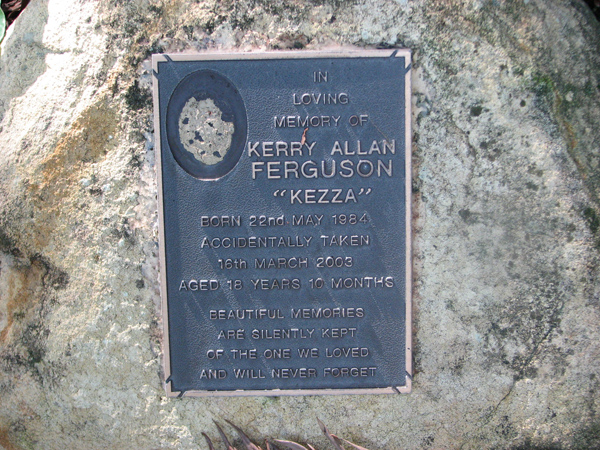 IN
LOVING
MEMORY OF
KERRY ALLAN
FERGUSON
"KEZZA"
BORN 22nd MAY 1984
ACCIDENTALLY TAKEN
16th MARCH 2003
AGED 18 YEARS 10 MONTHS
BEAUTIFUL MEMORIES
ARE SILENTLY KEPT
OF THE ONE WE LOVED
AND WILL NEVER FORGET